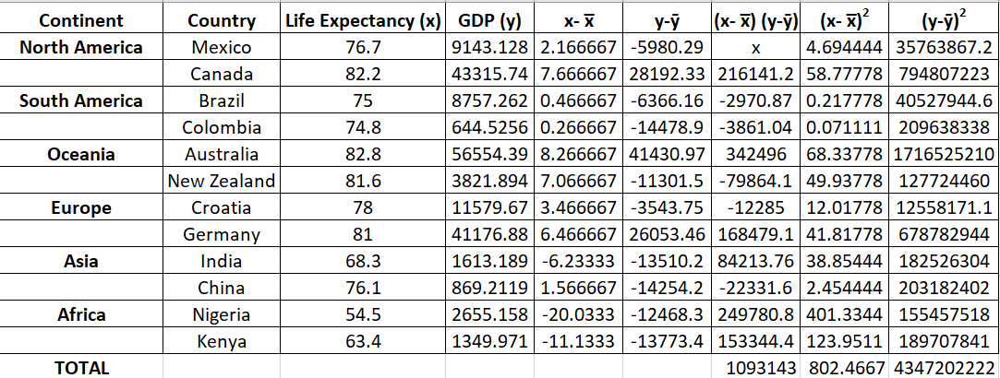 Continent Country Life Expectancy (x) GDP (y) x- x̅ y-ȳ (x- x̅) (y-ȳ) (x- x̅)² (y-ȳ)²
North America Mexico 76.7 9143.128 2.166667 -5980.29 x 4.694444 35763867.2
Canada 82.2 43315.74 7.666667 28192.33 216141.2 58.77778 794807223
South America Brazil 75 8757.262 0.466667 -6366.16 -2970.87 0.217778 40527944.6
Colombia 74.8 644.5256 0.266667 -14478.9 -3861.04 0.071111 209638338
Oceania Australia 82.8 56554.39 8.266667 41430.97 342496 68.33778 1716525210
New Zealand 81.6 3821.894 7.066667 -11301.5 -79864.1 49.93778 127724460
Europe Croatia 78 11579.67 3.466667 -3543.75 -12285 12.01778 12558171.1
Germany 81 41176.88 6.466667 26053.46 168479.1 41.81778 678782944
Asia India 68.3 1613.189 -6.23333 -13510.2 84213.76 38.85444 182526304
China 76.1 869.2119 1.566667 -14254.2 -22331.6 2.454444 203182402
Africa Nigeria 54.5 2655.158 -20.0333 -12468.3 249780.8 401.3344 155457518
Kenya 63.4 1349.971 -11.1333 -13773.4 153344.4 123.9511 189707841
TOTAL 1093143 802.4667 4347202222